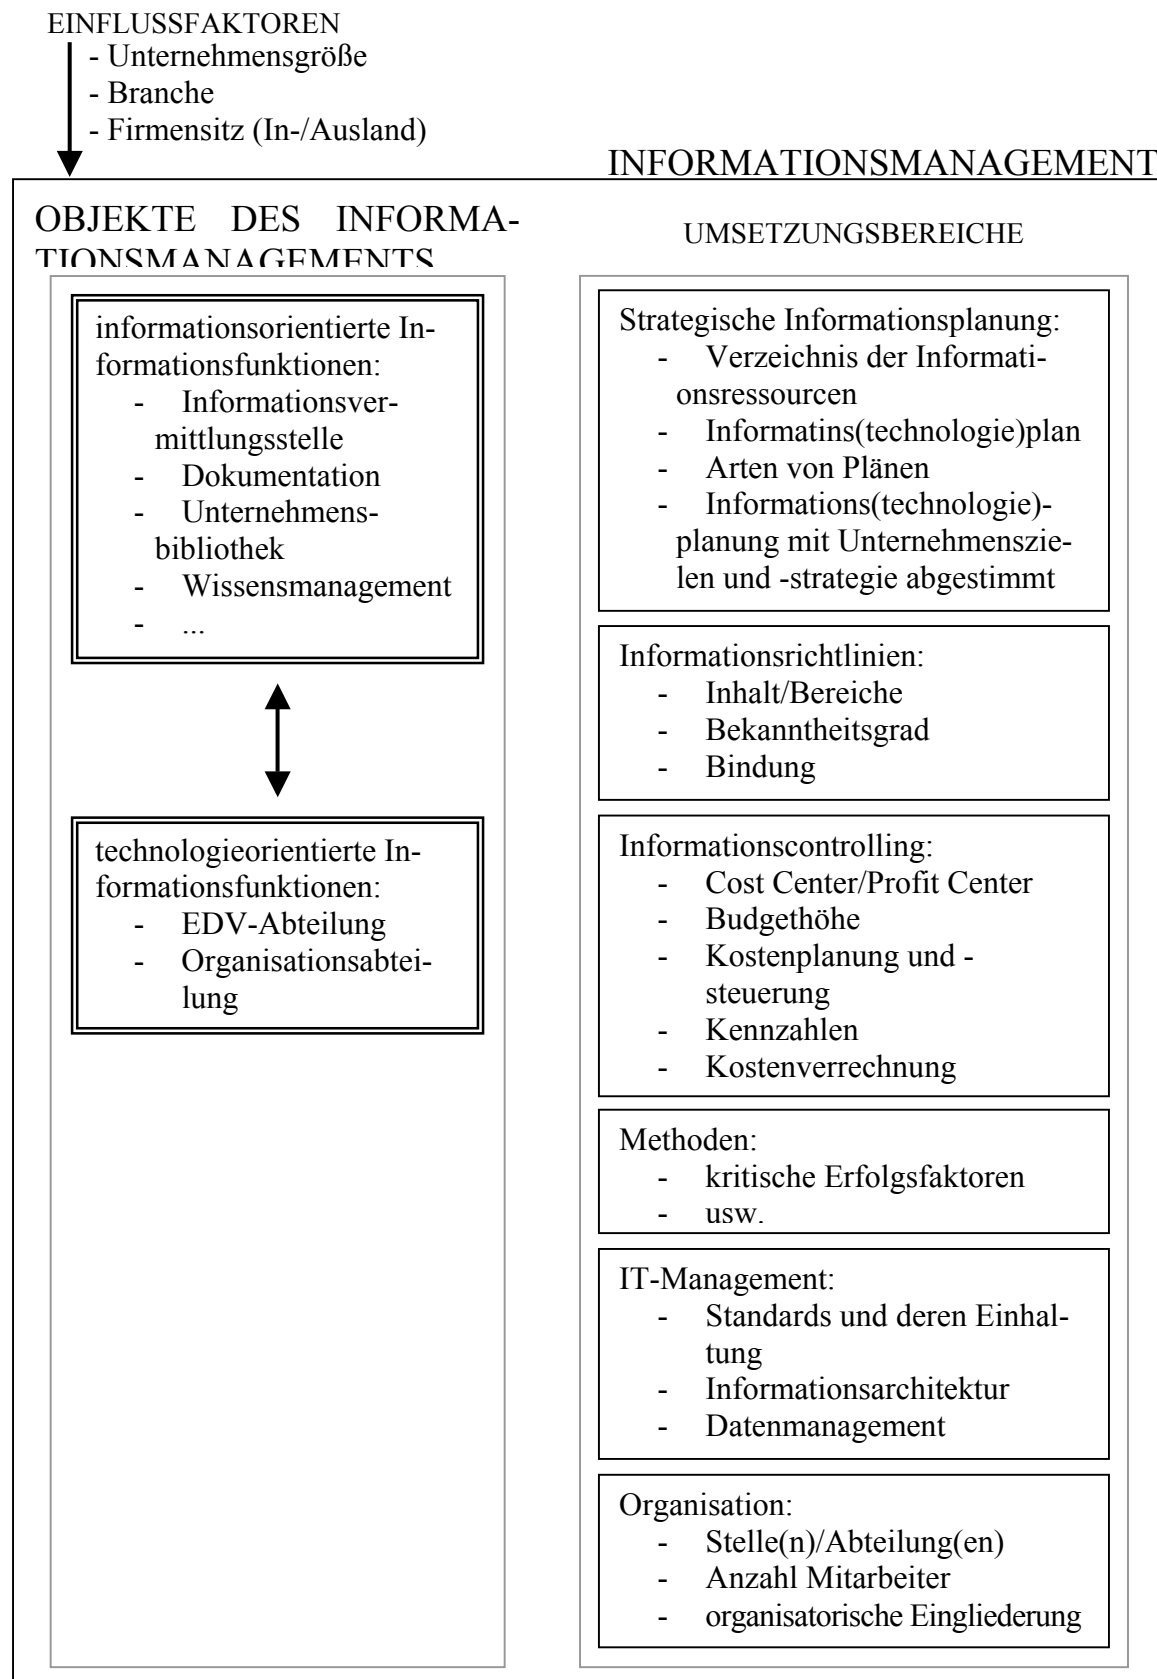 EINFLUSSFAKTOREN
- Unternehmensgröße
- Branche
- Firmensitz (In-/Ausland)
INFORMATIONSMANAGEMENT
OBJEKTE DES INFORMA-
TIONSMANAGEMENTS
informationsorientierte In-
formationsfunktionen:
- Informationsver-
mittlungsstelle
- Dokumentation
- Unternehmens-
bibliothek
- Wissensmanagement
- ...
technologieorientierte In-
formationsfunktionen:
- EDV-Abteilung
- Organisationsabtei-
lung
UMSETZUNGSBEREICHE
Strategische Informationsplanung:
- Verzeichnis der Informati-
onsressourcen
- Informatins(technologie)plan
- Arten von Plänen
- Informations(technologie)-
planung mit Unternehmenszie-
len und -strategie abgestimmt
Informationsrichtlinien:
- Inhalt/Bereiche
- Bekanntheitsgrad
- Bindung
Informationscontrolling:
- Cost Center/Profit Center
- Budgethöhe
- Kostenplanung und -
steuerung
- Kennzahlen
- Kostenverrechnung
Methoden:
- kritische Erfolgsfaktoren
- usw.
IT-Management:
- Standards und deren Einhal-
tung
- Informationsarchitektur
- Datenmanagement
Organisation:
- Stelle(n)/Abteilung(en)
- Anzahl Mitarbeiter
- organisatorische Eingliederung